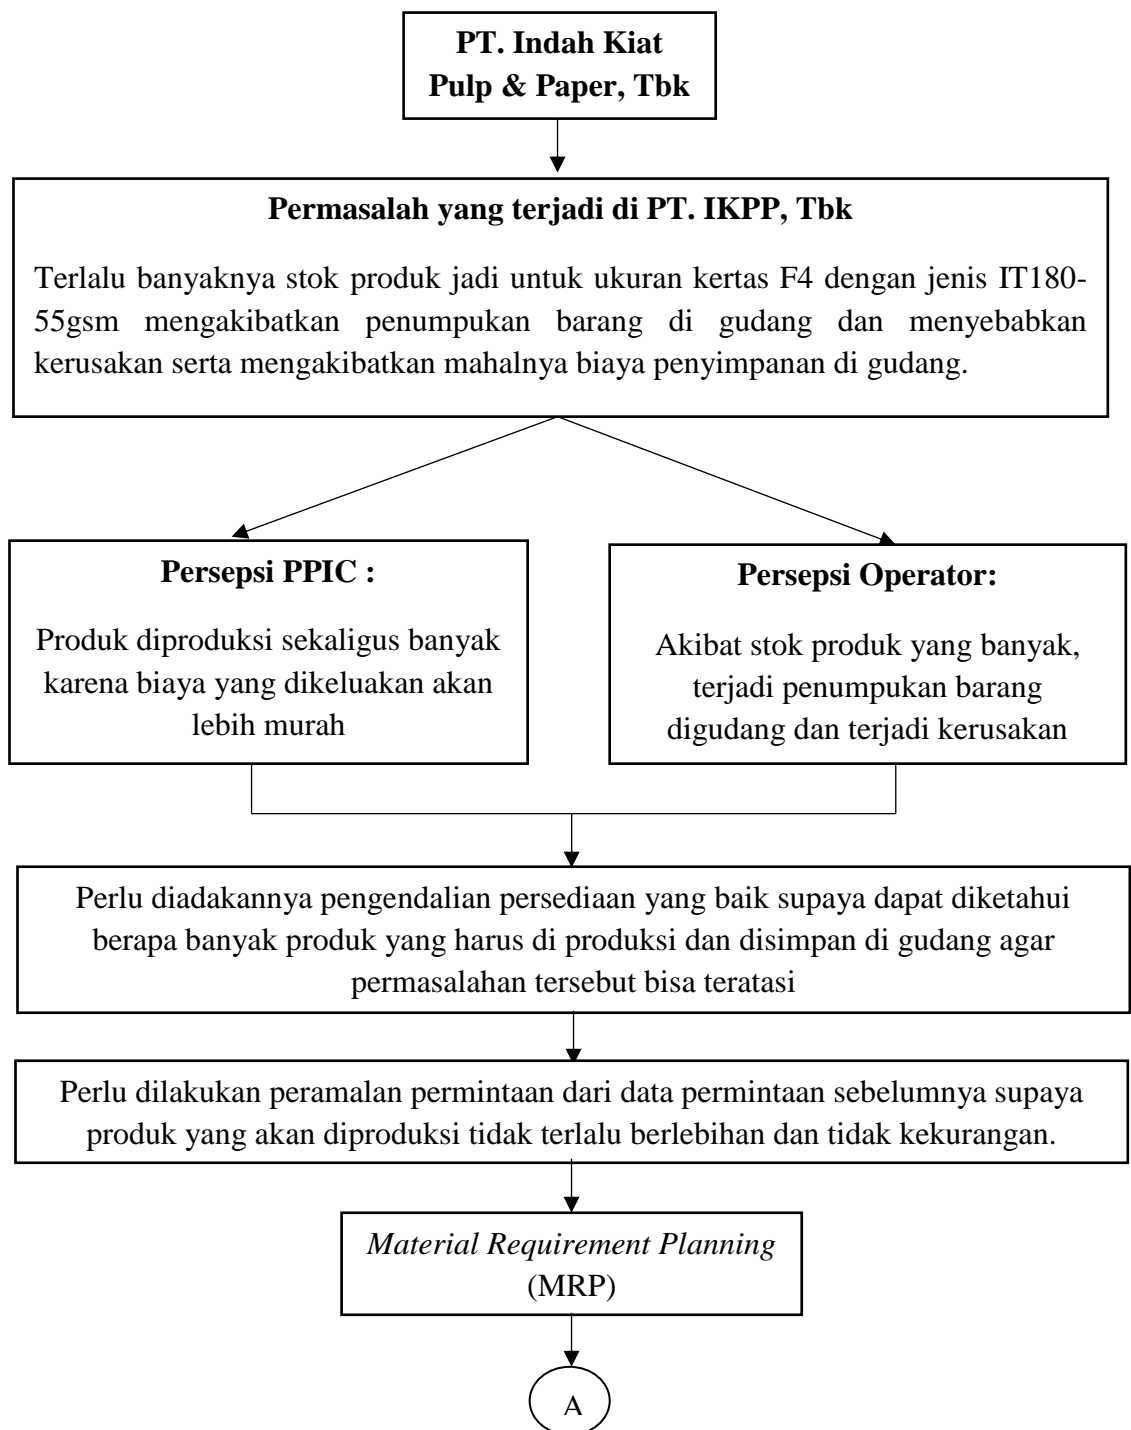 PT. Indah Kiat
Pulp & Paper, Tbk
Permasalah yang terjadi di PT. IKPP, Tbk
Terlalu banyaknya stok produk jadi untuk ukuran kertas F4 dengan jenis IT180-
55gsm mengakibatkan penumpukan barang di gudang dan menyebabkan
kerusakan serta mengakibatkan mahalnya biaya penyimpanan di gudang.
Persepsi PPIC :
Produk diproduksi sekaligus banyak
karena biaya yang dikeluakan akan
lebih murah
Persepsi Operator:
Akibat stok produk yang banyak,
terjadi penumpukan barang
digudang dan terjadi kerusakan
Perlu diadakannya pengendalian persediaan yang baik supaya dapat diketahui
berapa banyak produk yang harus di produksi dan disimpan di gudang agar
permasalahan tersebut bisa teratasi
Perlu dilakukan peramalan permintaan dari data permintaan sebelumnya supaya
produk yang akan diproduksi tidak terlalu berlebihan dan tidak kekurangan.
Material Requirement Planning
(MRP)
A